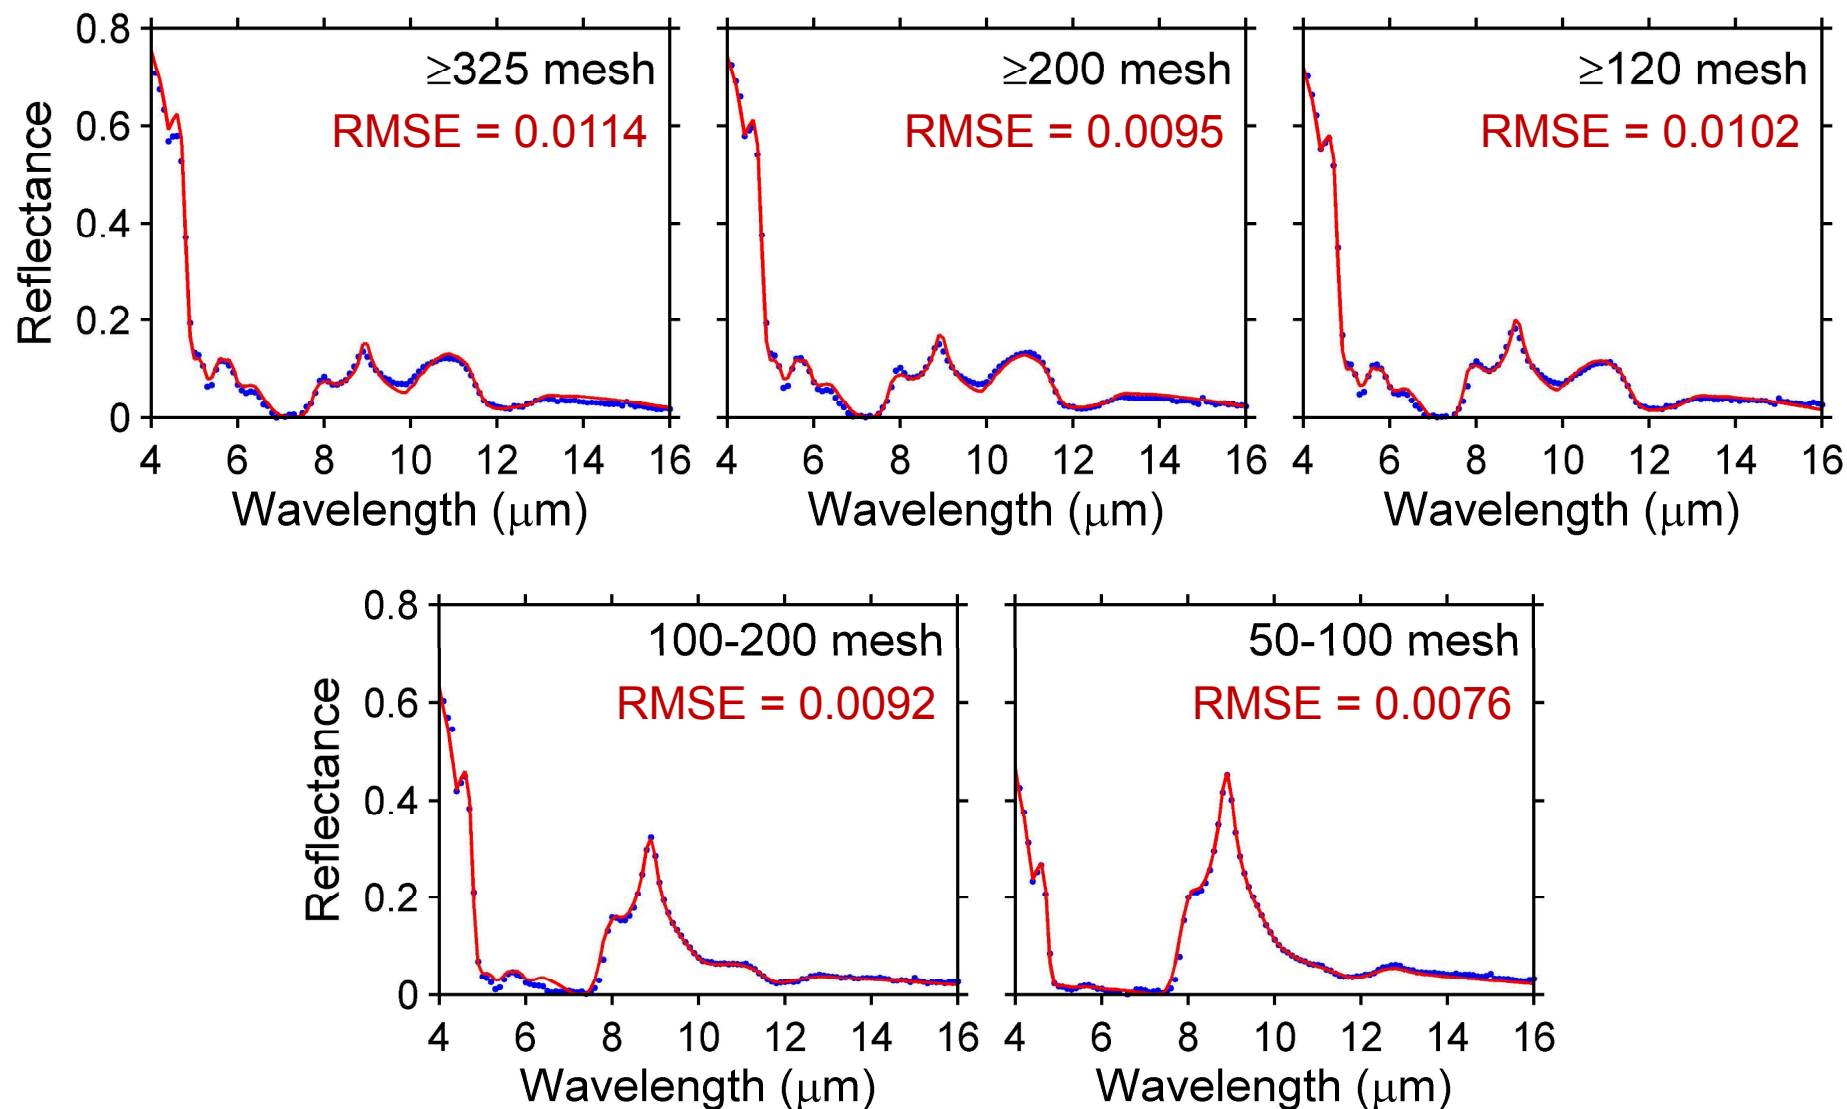 ≥325 mesh
RMSE = 0.0114
≥200 mesh
RMSE = 0.0095
≥120 mesh
RMSE = 0.0102
Reflectance
0.8
0.6
0.4
0.2
0
4 6 8 10 12 14 16
4 6 8 10 12 14 16
4 6 8 10 12 14 16
Wavelength (μm)
Wavelength (μm)
Wavelength (μm)
100-200 mesh
RMSE = 0.0092
50-100 mesh
RMSE = 0.0076
Reflectance
0.8
0.6
0.4
0.2
0
4 6 8 10 12 14 16
4 6 8 10 12 14 16
Wavelength (μm)
Wavelength (μm)